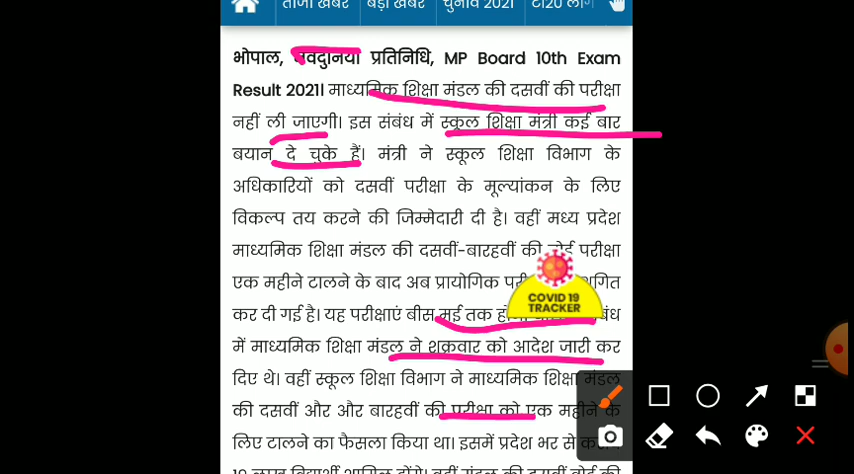 ताजा खबर बड़ी खबर चुनाव 2021 टी20
भोपाल, नवदुनिया प्रतिनिधि, MP Board 10th Exam
Result 2021। माध्यमिक शिक्षा मंडल की दसवीं की परीक्षा
नहीं ली जाएगी। इस संबंध में स्कूल शिक्षा मंत्री कई बार
बयान दे चुके हैं। मंत्री ने स्कूल शिक्षा विभाग के
अधिकारियों को दसवीं परीक्षा के मूल्यांकन के लिए
विकल्प तय करने की जिम्मेदारी दी है। वहीं मध्य प्रदेश
माध्यमिक शिक्षा मंडल की दसवीं-बारहवीं की बोर्ड परीक्षा
एक महीने टालने के बाद अब प्रायोगिक
कर दी गई है। यह परीक्षाएं बीस मई तक
COVID 19
TRACKER
में माध्यमिक शिक्षा मंडल ने शुक्रवार को आदेश जारी कर
दिए थे। वहीं स्कूल शिक्षा विभाग ने माध्यमिक शिक्षा मंडल
की दसवीं और और बारहवीं की परीक्षा को एक महीने के
लिए टालने का फैसला किया था। इसमें प्रदेश भर से